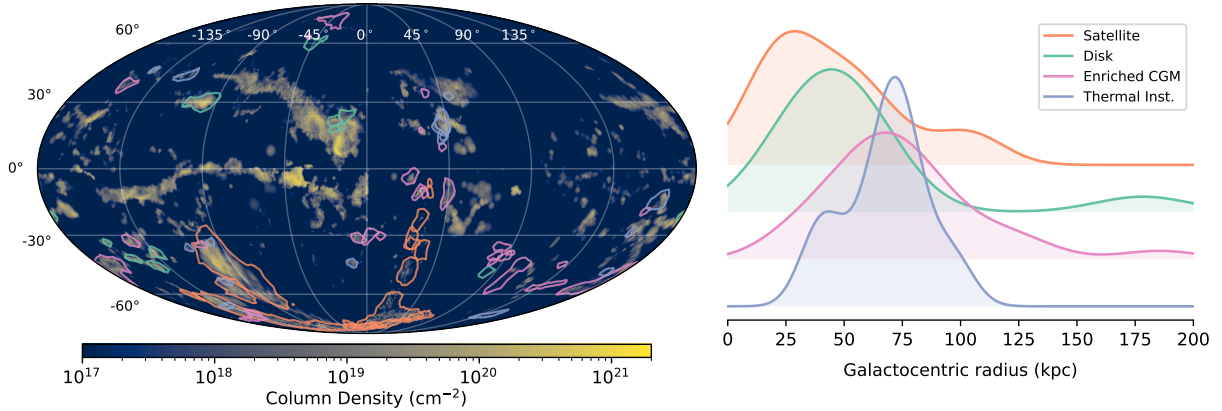 60°
-135° -90° -45° 0° 45° 90° 135°
30°
0°
-30°
-60°
10^17 10^18 10^19 10^20 10^21
Column Density (cm^−2)
Satellite
Disk
Enriched CGM
Thermal Inst.
0 25 50 75 100 125 150 175 200
Galactocentric radius (kpc)